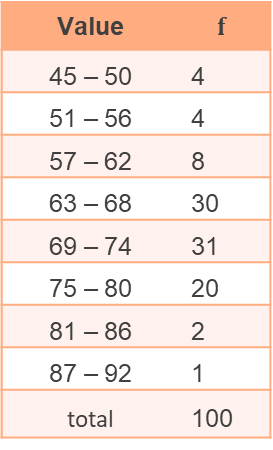 Value f
45 – 50 4
51 – 56 4
57 – 62 8
63 – 68 30
69 – 74 31
75 – 80 20
81 – 86 2
87 – 92 1
total 100